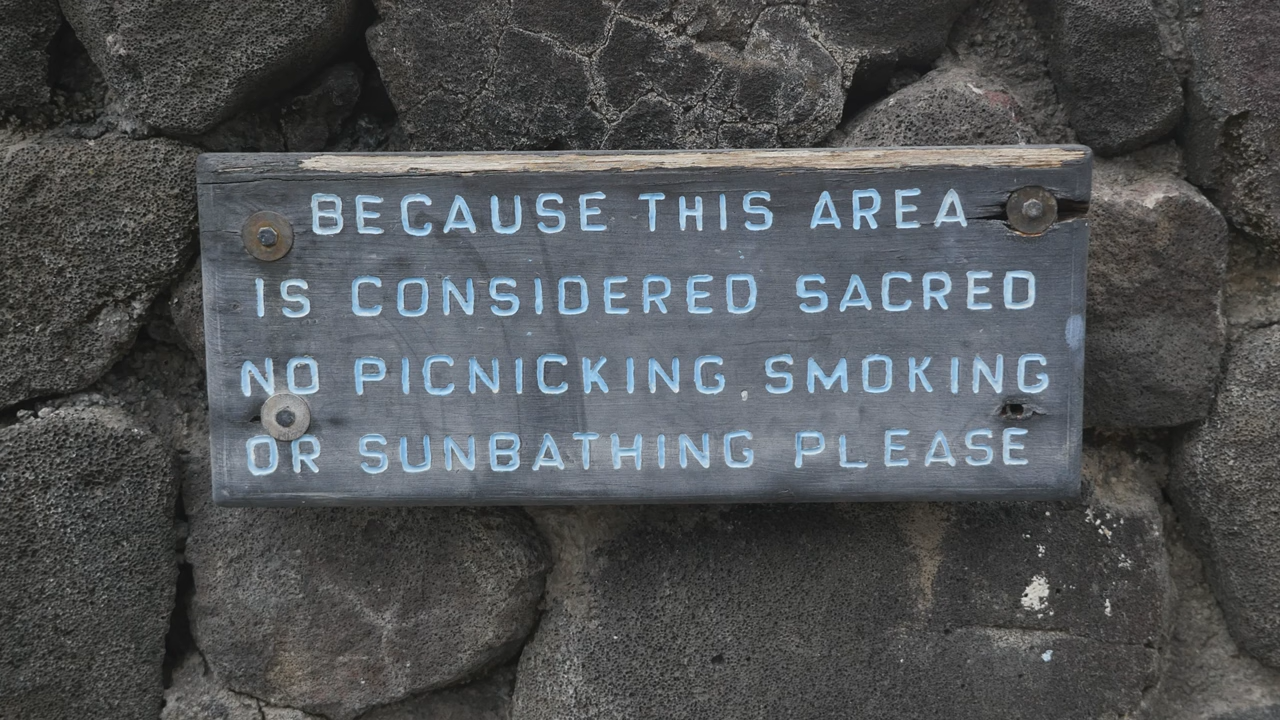 BECAUSE THIS AREA
IS CONSIDERED SACRED
NO PICNICKING SMOKING
OR SUNBATHING PLEASE